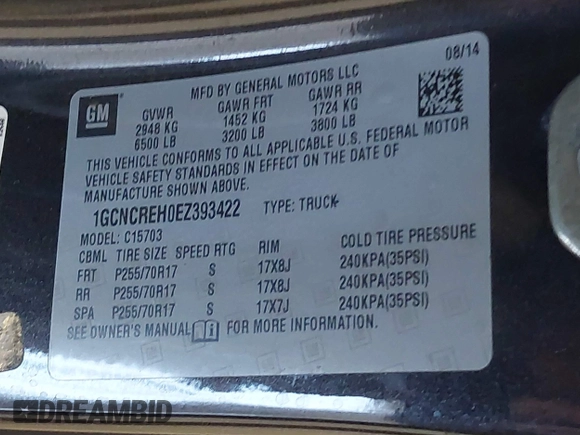 08/14
MFD BY GENERAL MOTORS LLC
GM
GVWR GAWR FRT GAWR RR
2948 KG 1452 KG 1724 KG
6500 LB 3200 LB 3800 LB
THIS VEHICLE CONFORMS TO ALL APPLICABLE U.S. FEDERAL MOTOR
VEHICLE SAFETY STANDARDS IN EFFECT ON THE DATE OF
MANUFACTURE SHOWN ABOVE.
1GCNCREH0EZ393422 TYPE: TRUCK
MODEL: C15703
CBML TIRE SIZE SPEED RTG RIM COLD TIRE PRESSURE
FRT P255/70R17 S 17X8J 240KPA(35PSI)
RR P255/70R17 S 17X8J 240KPA(35PSI)
SPA P255/70R17 S 17X7J 240KPA(35PSI)
SEE OWNER'S MANUAL FOR MORE INFORMATION.
DREAMBID